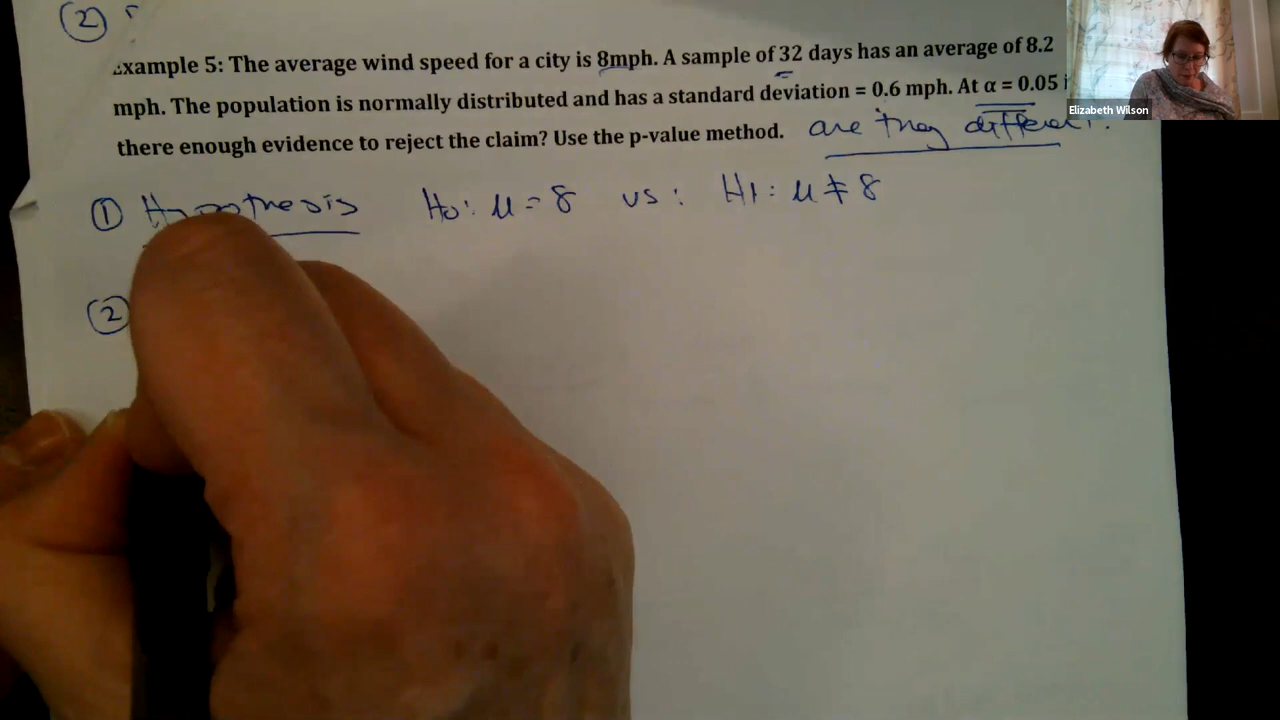 (2)
Example 5: The average wind speed for a city is 8mph. A sample of 32 days has an average of 8.2
mph. The population is normally distributed and has a standard deviation = 0.6 mph. At α = 0.05
there enough evidence to reject the claim? Use the p-value method. are they different?
Elizabeth Wilson
(1) Hypothesis H0: μ = 8 vs: H1: μ ≠ 8
(2)